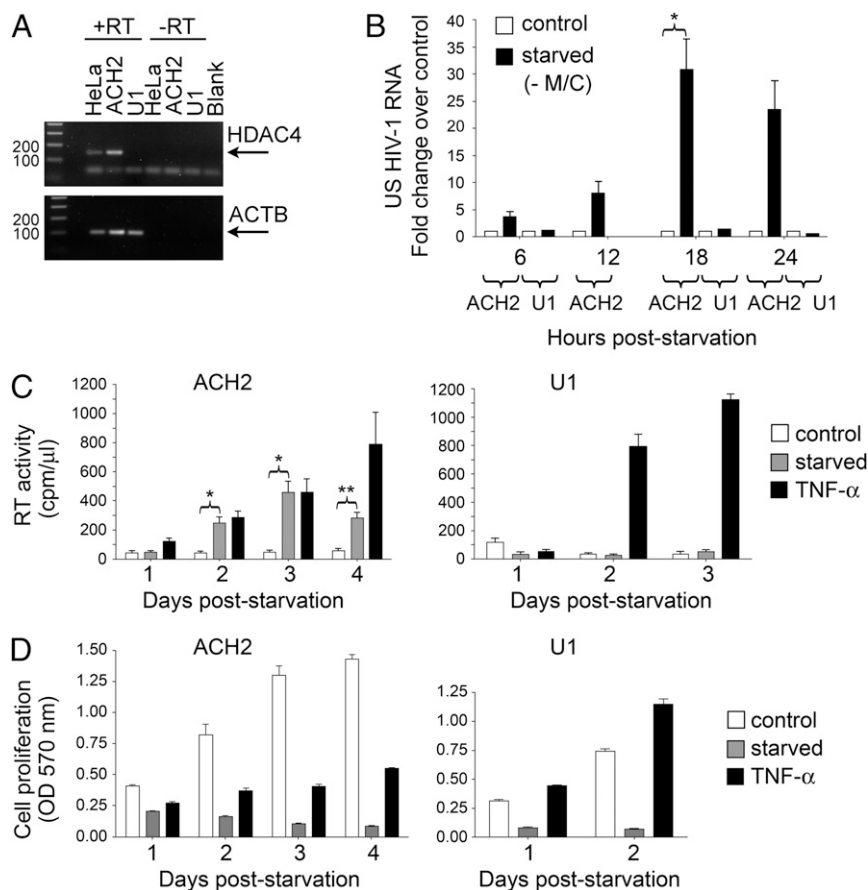 A
+RT -RT
HeLa
ACH2
U1
HeLa
ACH2
U1
Blank
200
100
HDAC4
200
100
ACTB
B
control
starved
(- M/C)
US HIV-1 RNA
Fold change over control
40
35
30
25
20
15
10
5
0
*
6 12 18 24
ACH2 U1 ACH2 ACH2 U1 ACH2 U1
Hours post-starvation
C
ACH2
RT activity
(cpm/µl)
1200
1000
800
600
400
200
0
* * **
1 2 3 4
Days post-starvation
U1
1200
1000
800
600
400
200
0
1 2 3
Days post-starvation
control
starved
TNF-α
D
ACH2
Cell proliferation
(OD 570 nm)
1.50
1.25
1.00
0.75
0.50
0.25
0.00
1 2 3 4
Days post-starvation
U1
1.25
1.00
0.75
0.50
0.25
0.00
1 2
Days post-starvation
control
starved
TNF-α